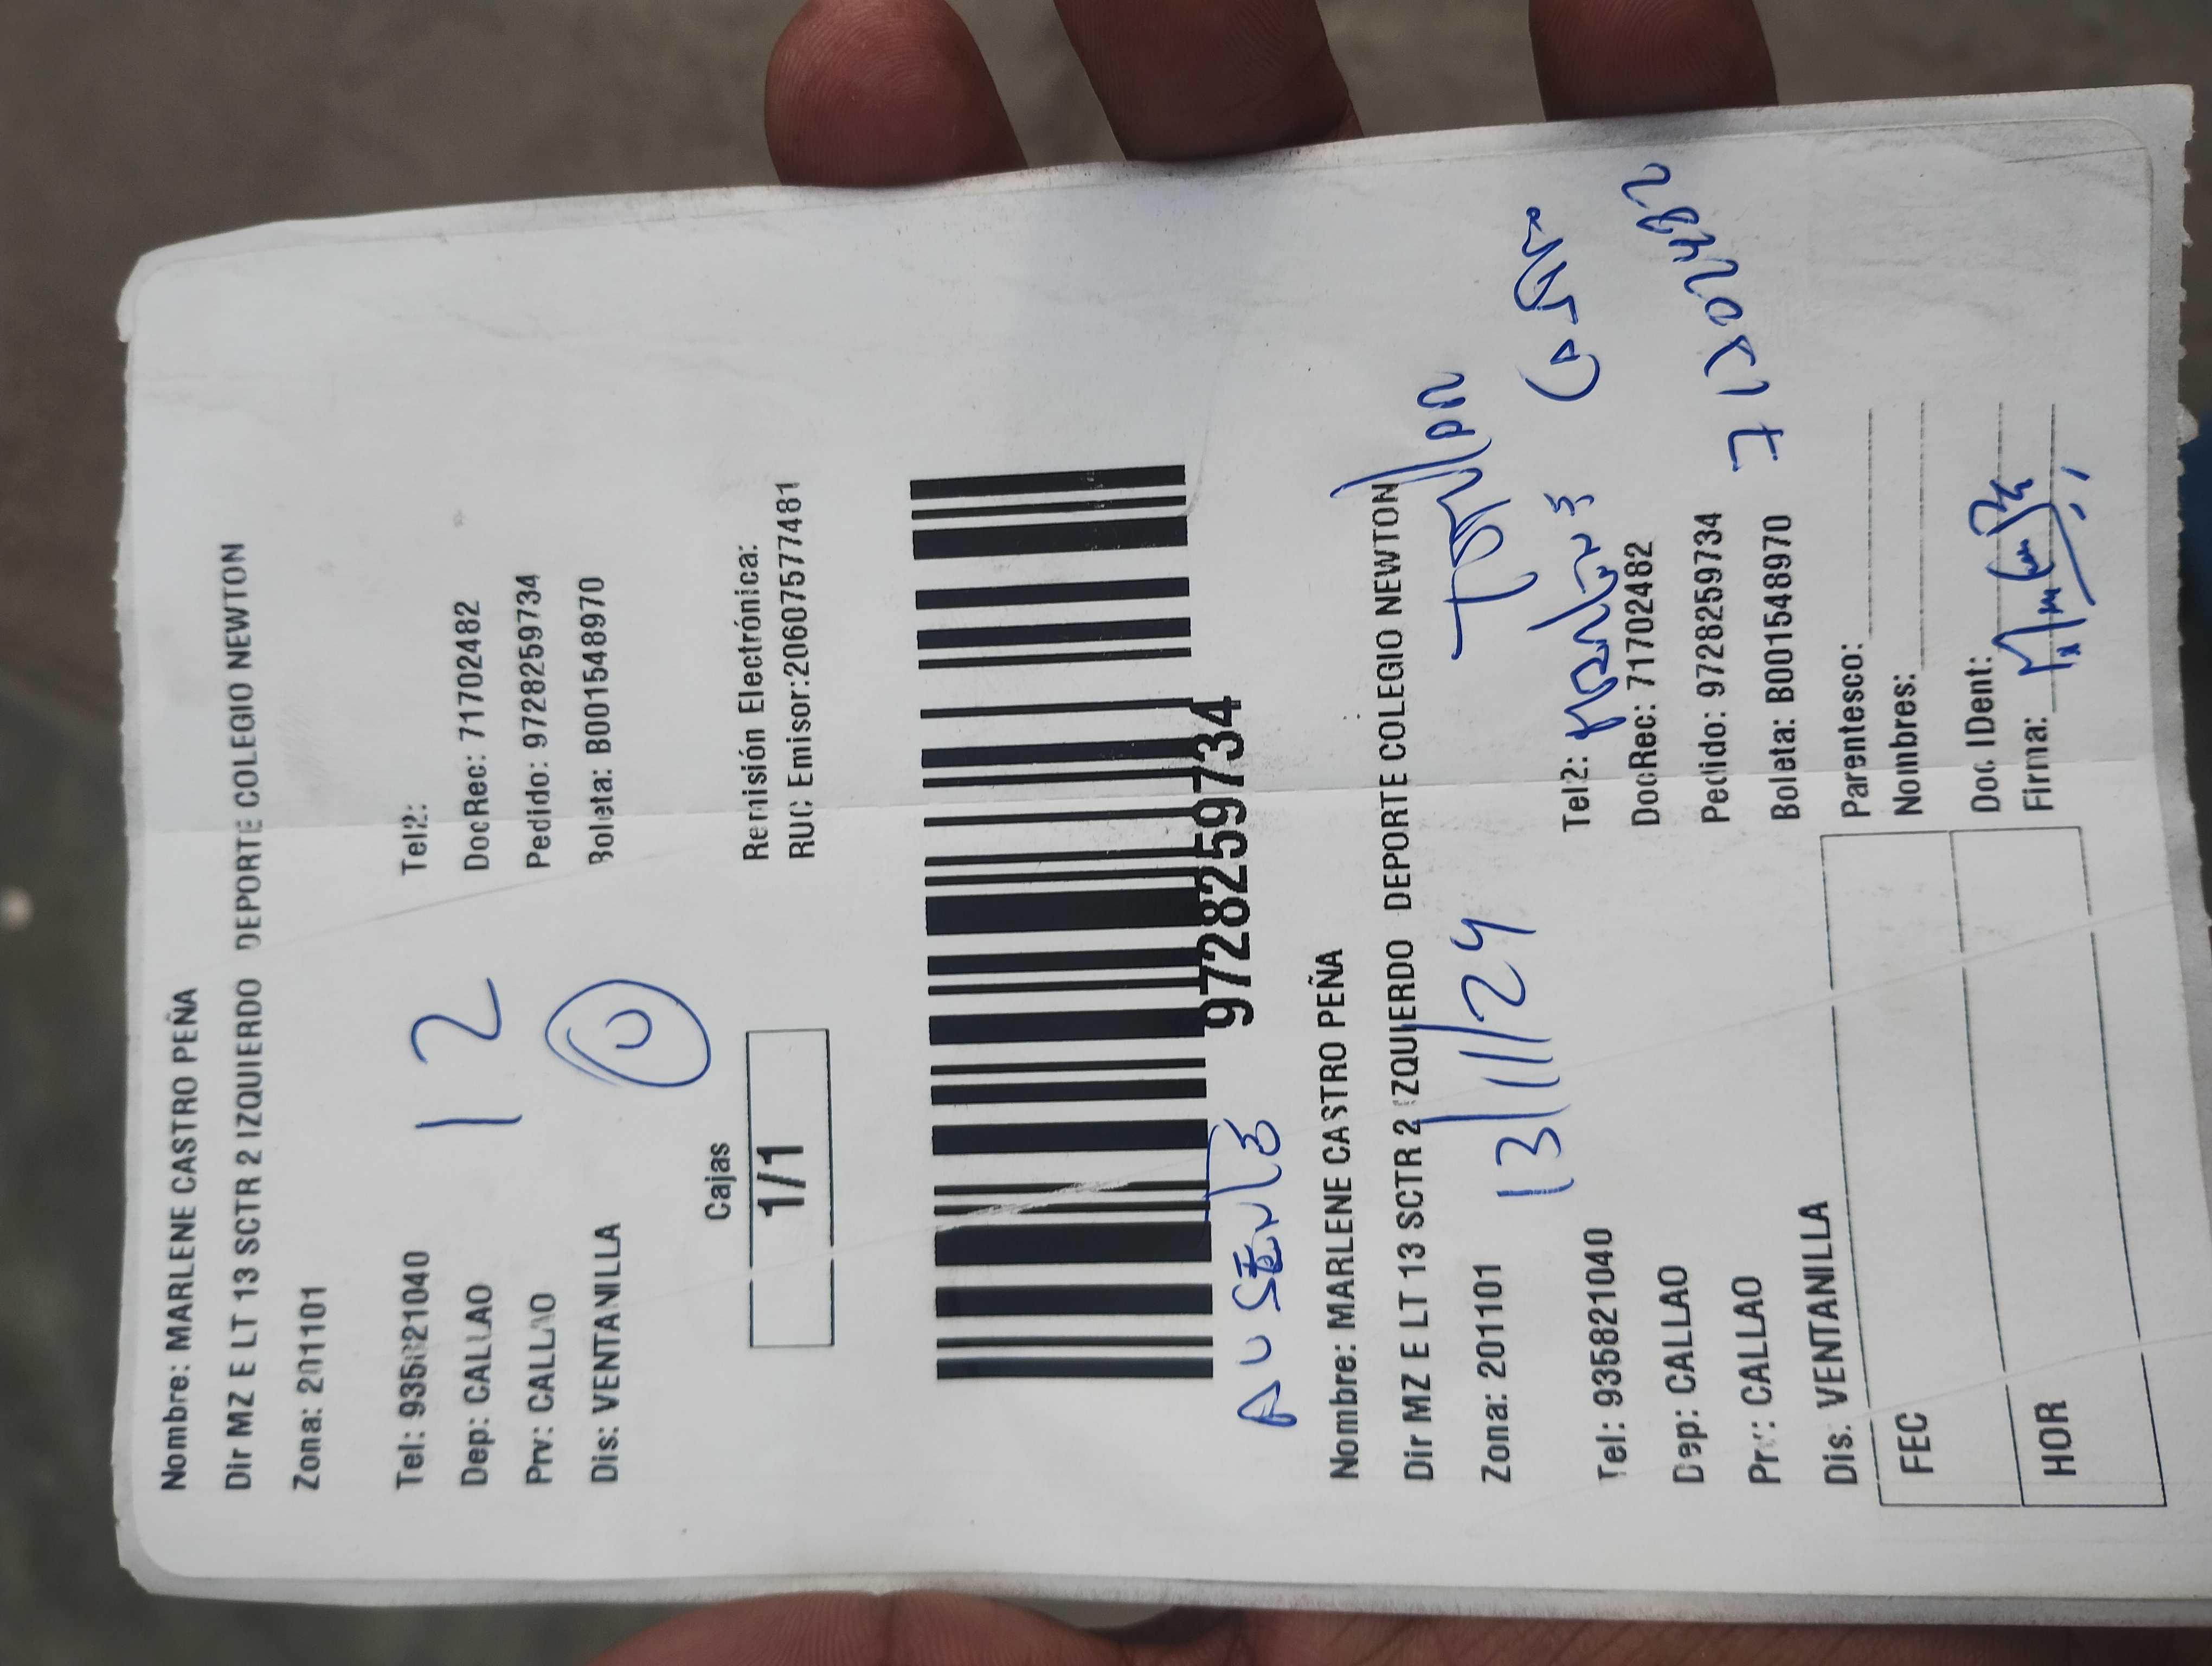 Nombre: MARLENE CASTRO PEÑA
Dir MZ E LT 13 SCTR 2 IZQUIERDO DEPORTE COLEGIO NEWTON
Zona: 201101
Tel: 935821040
Tel2:
12
Dep: CALLAO
DocRec: 71702482
Prv: CALLAO
Pedido: 97282597​34
Dis: VENTANILLA
Boleta: B001548970
Cajas
1/1
Remisión Electrónica:
RUC Emisor:20607577481
9728259734
AUSENTE
Nombre: MARLENE CASTRO PEÑA
Dir MZ E LT 13 SCTR 2 IZQUIERDO DEPORTE COLEGIO NEWTON
Zona: 201101
13/11/24
Tel: 935821040
Tel2:
Dep: CALLAO
DocRec: 71702482
Prv: CALLAO
Pedido: 9728259734
Dis. VENTANILLA
Boleta: B001548970
FEC
Parentesco:
Nombres:
HOR
Doc IDent:
Firma: